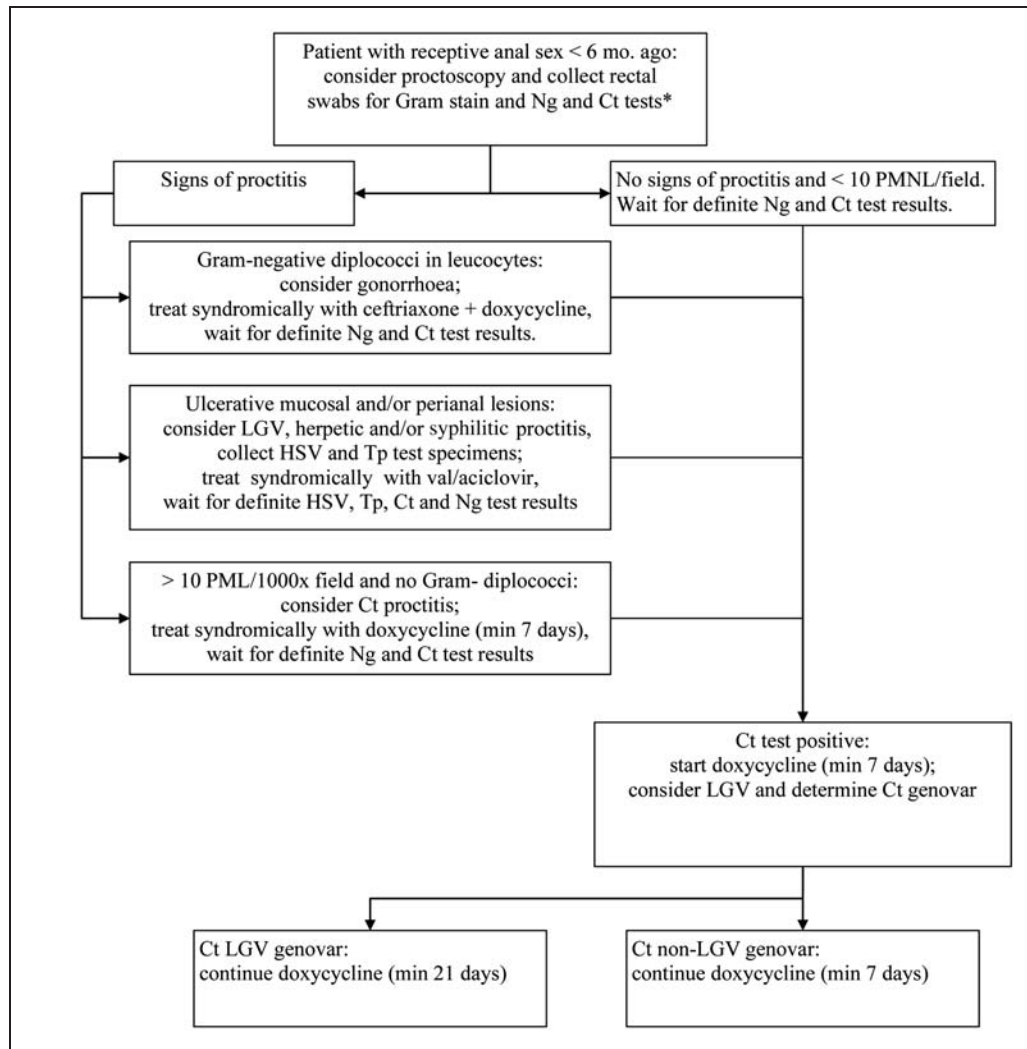 Patient with receptive anal sex < 6 mo. ago:
consider proctoscopy and collect rectal
swabs for Gram stain and Ng and Ct tests*
Signs of proctitis
No signs of proctitis and < 10 PMNL/field.
Wait for definite Ng and Ct test results.
Gram-negative diplococci in leucocytes:
consider gonorrhoea;
treat syndromically with ceftriaxone + doxycycline,
wait for definite Ng and Ct test results.
Ulcerative mucosal and/or perianal lesions:
consider LGV, herpetic and/or syphilitic proctitis,
collect HSV and Tp test specimens;
treat syndromically with val/aciclovir,
wait for definite HSV, Tp, Ct and Ng test results
> 10 PML/1000x field and no Gram- diplococci:
consider Ct proctitis;
treat syndromically with doxycycline (min 7 days),
wait for definite Ng and Ct test results
Ct test positive:
start doxycycline (min 7 days);
consider LGV and determine Ct genovar
Ct LGV genovar:
continue doxycycline (min 21 days)
Ct non-LGV genovar:
continue doxycycline (min 7 days)